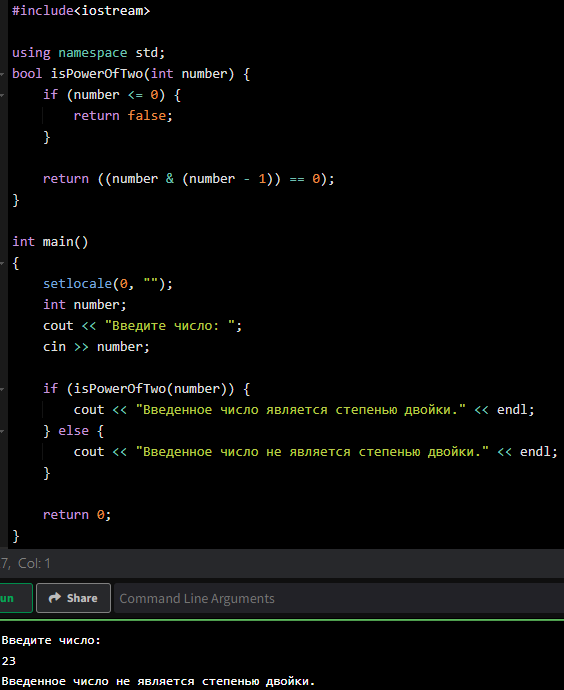 #include<iostream>

using namespace std;
bool isPowerOfTwo(int number) {
    if (number <= 0) {
        return false;
    }

    return ((number & (number - 1)) == 0);
}

int main()
{
    setlocale(0, "");
    int number;
    cout << "Введите число: ";
    cin >> number;

    if (isPowerOfTwo(number)) {
        cout << "Введенное число является степенью двойки." << endl;
    } else {
        cout << "Введенное число не является степенью двойки." << endl;
    }

    return 0;
}
7, Col: 1
un Share Command Line Arguments
Введите число:
23
Введенное число не является степенью двойки.